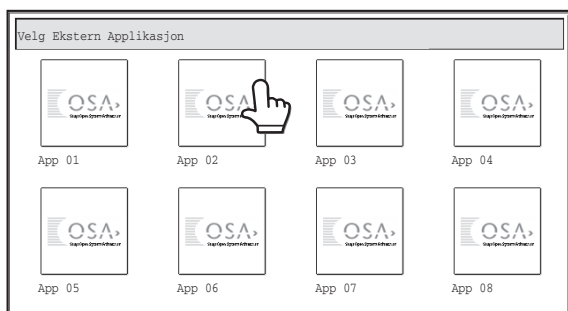 Velg Ekstern Applikasjon
OSA
OSA
OSA
OSA
App 01
App 02
App 03
App 04
OSA
OSA
OSA
OSA
App 05
App 06
App 07
App 08